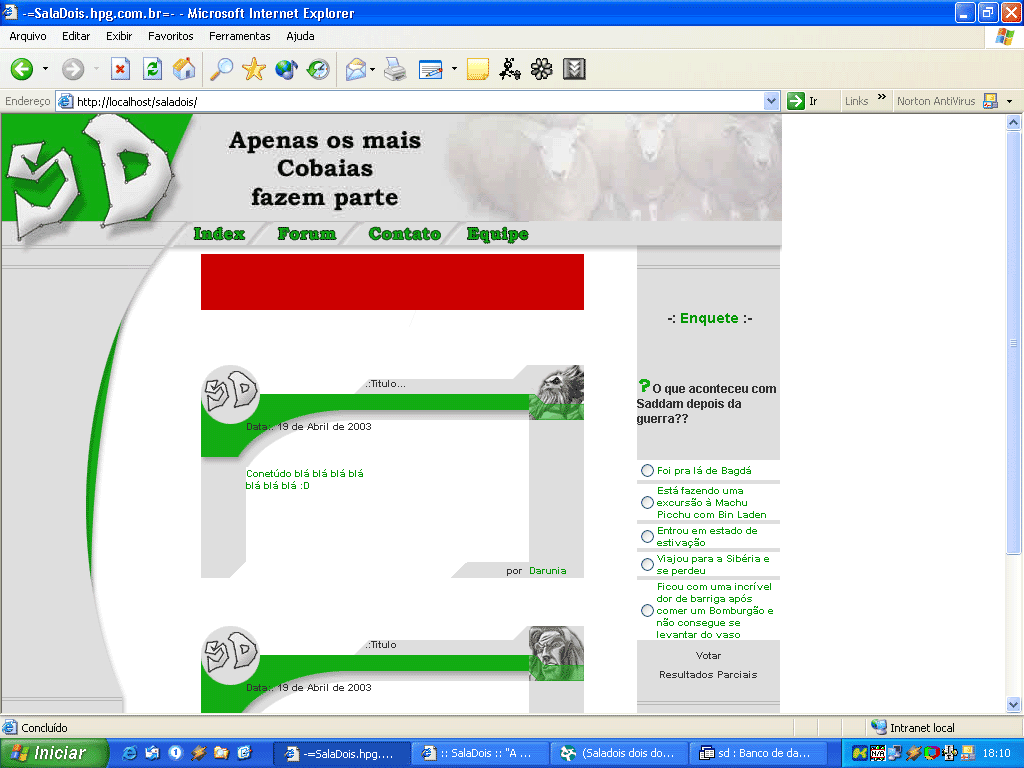 -=SalaDois.hpg.com.br=- - Microsoft Internet Explorer
Arquivo Editar Exibir Favoritos Ferramentas Ajuda
Endereço http://localhost/saladois/ Ir Links » Norton AntiVirus
SD
Apenas os mais
Cobaias
fazem parte
Index Forum Contato Equipe
-: Enquete :-
?O que aconteceu com
Saddam depois da
guerra??
Foi pra lá de Bagdá
Está fazendo uma
excursão à Machu
Picchu com Bin Laden
Entrou em estado de
estivação
Viajou para a Sibéria e
se perdeu
Ficou com uma incrível
dor de barriga após
comer um Bomburgão e
não consegue se
levantar do vaso
Votar
Resultados Parciais
SD
.:Titulo...
Data.: 19 de Abril de 2003
Conetúdo blá blá blá blá
blá blá blá :D
por Darunia
SD
.:Titulo
Data.: 19 de Abril de 2003
Concluído Intranet local
Iniciar -=SalaDois.hpg.... :: SalaDois :: "A ... (Saladois dois do... sd : Banco de da... 18:10